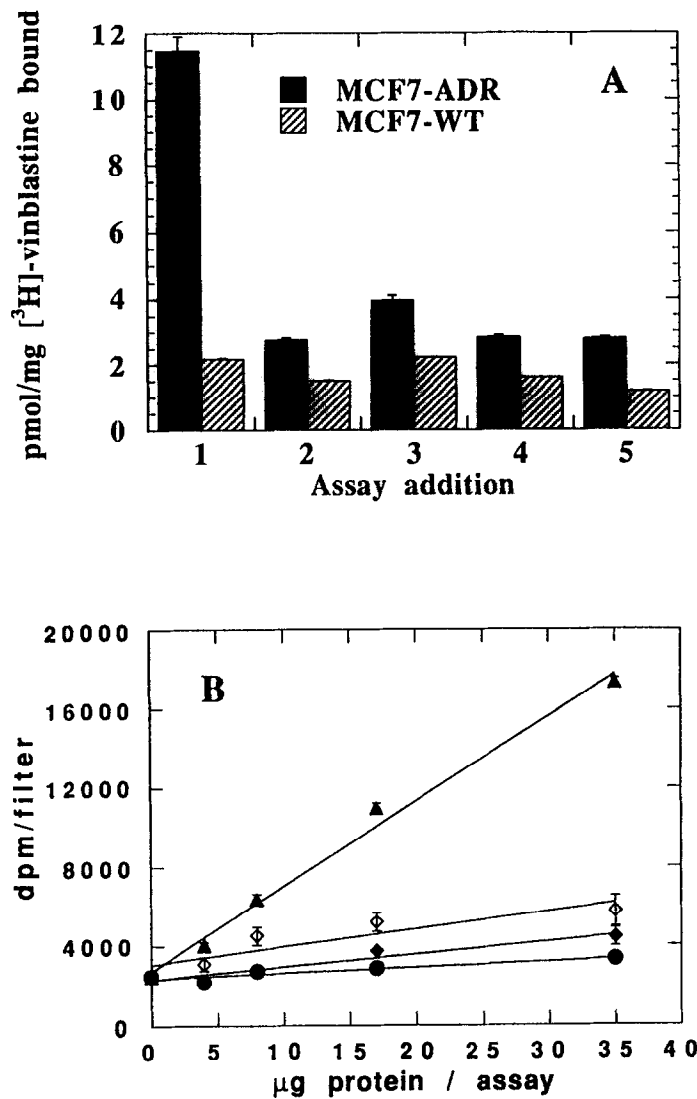 12
10
8
6
4
2
0
pmol/mg [³H]-vinblastine bound
MCF7-ADR
MCF7-WT
A
1 2 3 4 5
Assay addition
20000
16000
12000
8000
4000
0
dpm/filter
B
0 5 10 15 20 25 30 35 40
µg protein / assay